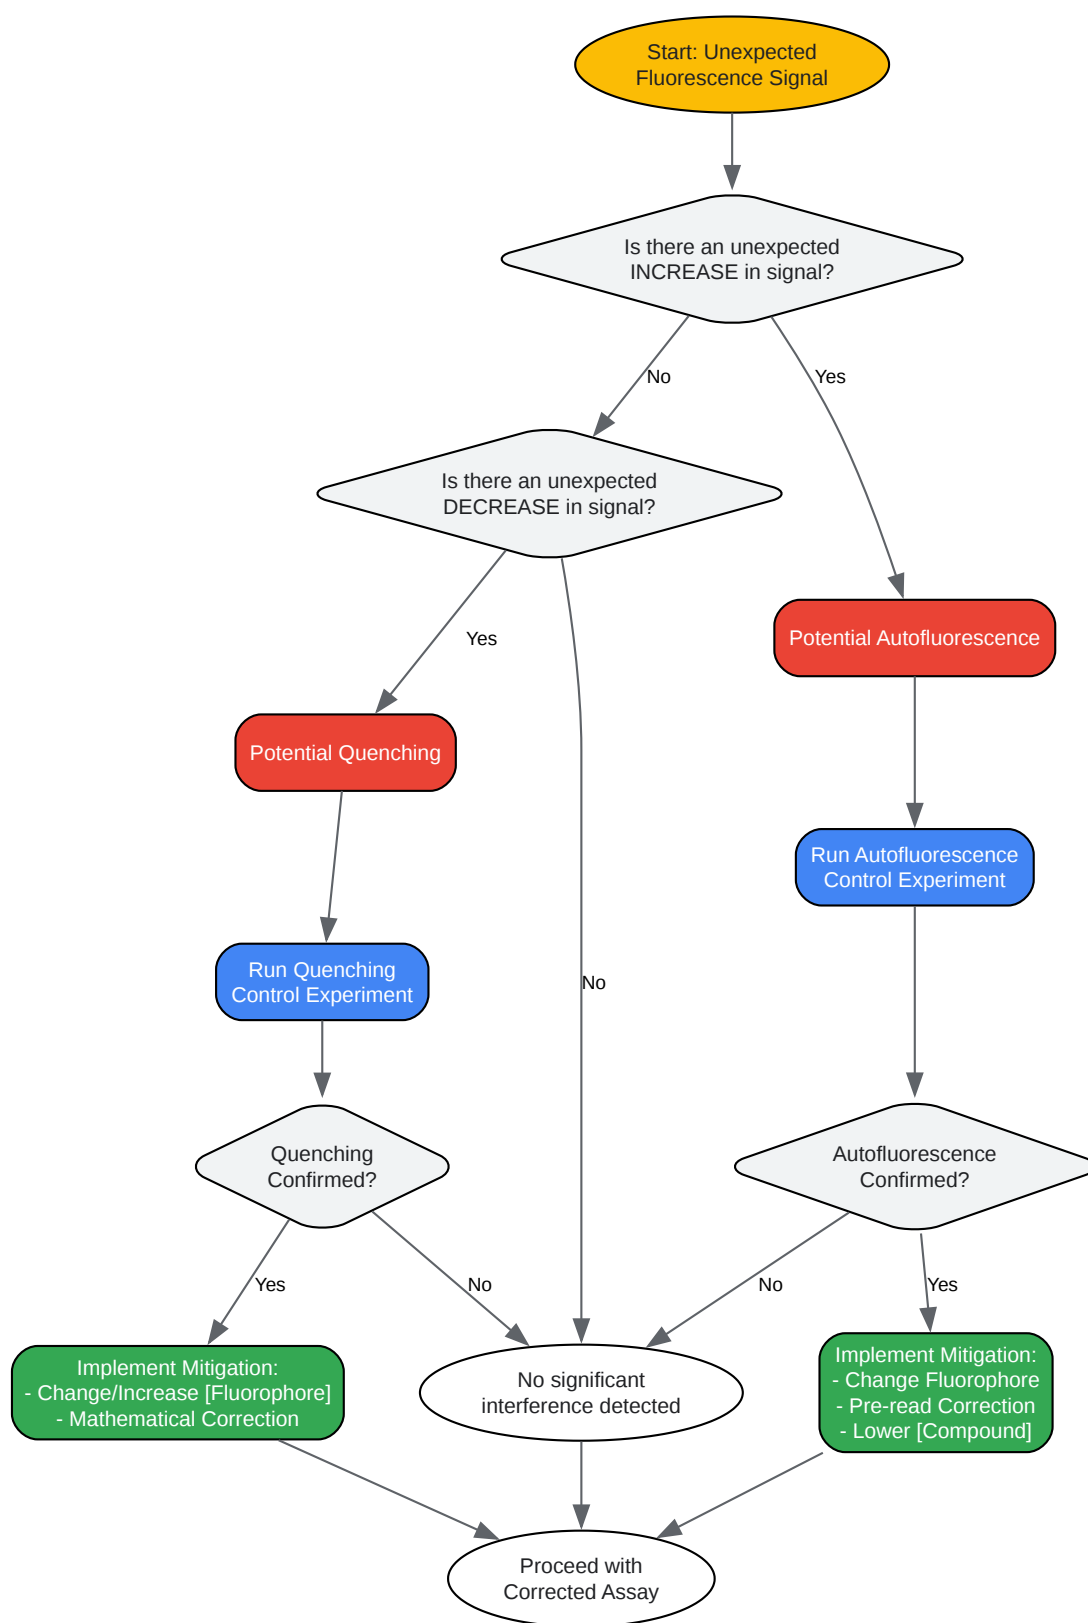 Start: Unexpected
Fluorescence Signal
Is there an unexpected
INCREASE in signal?
No
Yes
Is there an unexpected
DECREASE in signal?
Yes
Potential Autofluorescence
Potential Quenching
Run Autofluorescence
Control Experiment
Run Quenching
Control Experiment
No
Quenching
Confirmed?
Autofluorescence
Confirmed?
Yes
No
No
Yes
Implement Mitigation:
- Change/Increase [Fluorophore]
- Mathematical Correction
No significant
interference detected
Implement Mitigation:
- Change Fluorophore
- Pre-read Correction
- Lower [Compound]
Proceed with
Corrected Assay